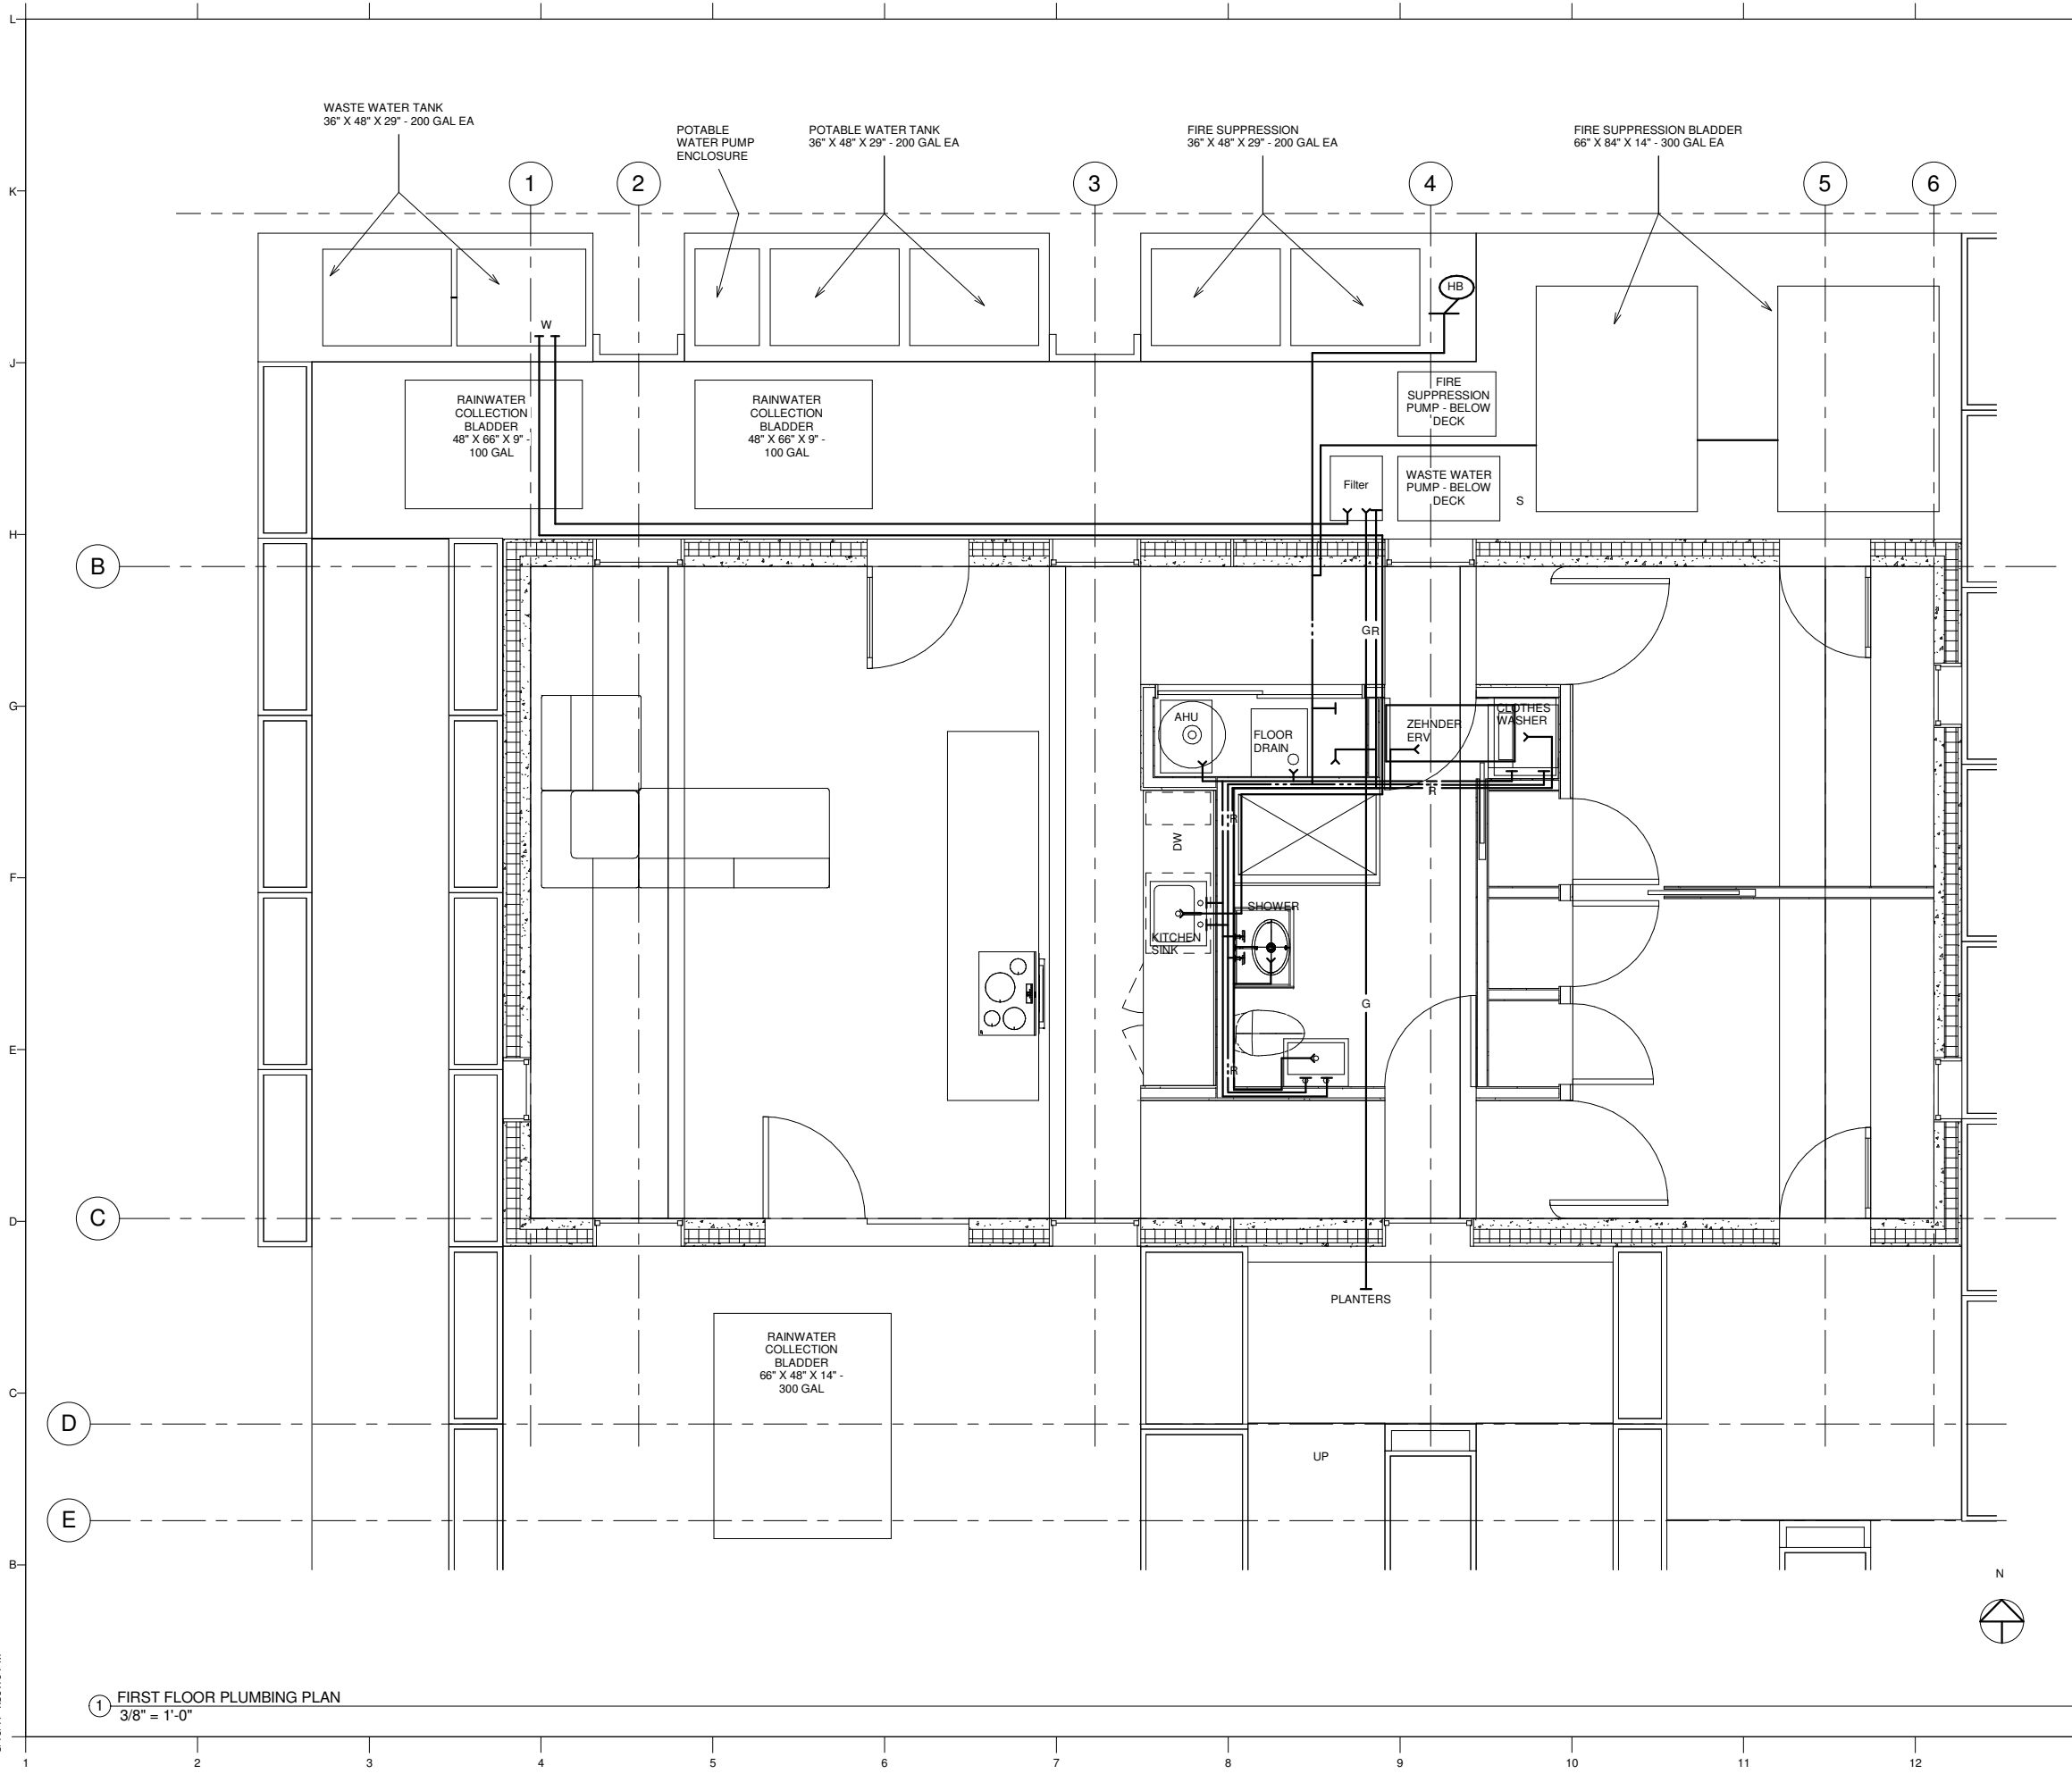 L
WASTE WATER TANK
36" X 48" X 29" - 200 GAL EA
POTABLE
WATER PUMP
ENCLOSURE
POTABLE WATER TANK
36" X 48" X 29" - 200 GAL EA
FIRE SUPPRESSION
36" X 48" X 29" - 200 GAL EA
FIRE SUPPRESSION BLADDER
66" X 84" X 14" - 300 GAL EA
K
1
2
3
4
5
6
HB
W
J
RAINWATER
COLLECTION
BLADDER
48" X 66" X 9" -
100 GAL
RAINWATER
COLLECTION
BLADDER
48" X 66" X 9" -
100 GAL
FIRE
SUPPRESSION
PUMP - BELOW
DECK
Filter
WASTE WATER
PUMP - BELOW
DECK
S
H
B
G
R
G
AHU
FLOOR
DRAIN
ZEHNDER
ERV
CLOTHES
WASHER
R
R
DW
F
SHOWER
KITCHEN
SINK
G
E
R
C
D
PLANTERS
RAINWATER
COLLECTION
BLADDER
66" X 48" X 14" -
300 GAL
C
D
UP
E
B
N
1
FIRST FLOOR PLUMBING PLAN
3/8" = 1'-0"
1
2
3
4
5
6
7
8
9
10
11
12